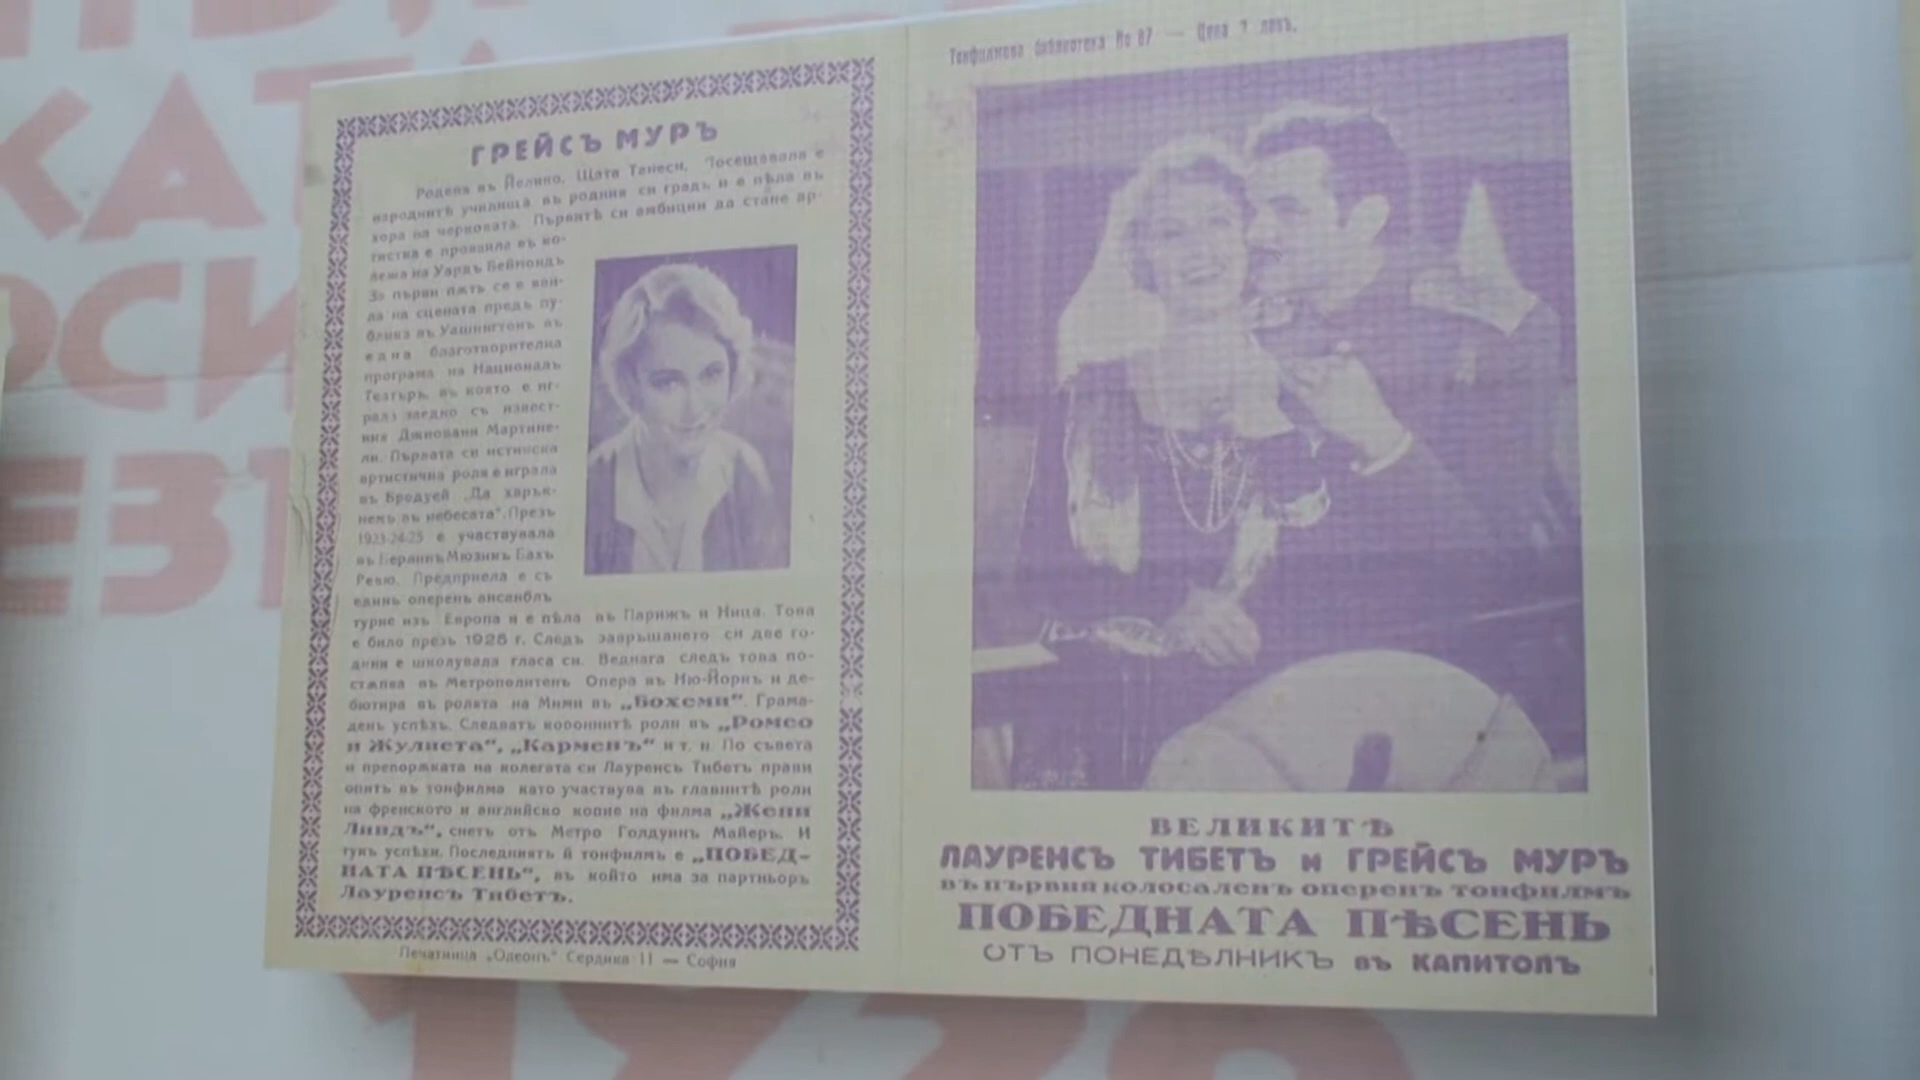 ГРЕЙСЪ МУРЪ
Родена въ Йелико, Щата Тенеси. Посещавала е
народнитѣ училища въ родния си градъ и е пѣла въ
хора на черковата. Първитѣ си амбиции да стане ар-
тистка е проявила въ ко-
лежа на Уардъ Белмондъ
За първи пѫть се е яви-
ла на сцената предъ пу-
блика въ Уашингтонъ въ
една благотворителна
програма на Националъ
Театъръ, въ която е иг-
рала заедно съ извест-
ния Джиовани Мартине-
ли. Първата си истинска
артистична роля е играла
въ Бродуей „Да хврък-
немъ въ небесата". Презъ
1923-24-25 е участвувала
въ Берлинъ Мюзикъ Бахъ
Ревю. Предприела е съ
единъ оперенъ ансамблъ
турне изъ Европа и е пѣла въ Парижъ и Ница. Това
е било презъ 1926 г. Следъ завръщането си две го-
дини е школувала гласа си. Веднага следъ това по-
стѫпва въ Метрополитенъ Опера въ Ню-Йоркъ и де-
бютира въ ролята на Мими въ „Бохеми". Грама-
денъ успѣхъ. Следватъ коронитѣ роли въ „Ромео
и Жулиета", „Карменъ" и т. н. По съвета
и препорѫката на колегата си Лауренсъ Тибетъ прави
опитъ въ тонфилма като участвува въ главнитѣ роли
на френското и английско копие на филма „Жени
Линдъ", снетъ отъ Метро Голдуинъ Майеръ. И
тукъ успѣхи. Последниятъ й тонфилмъ е „ПОБЕД-
НАТА ПѢСЕНЬ", въ който има за партньоръ
Лауренсъ Тибетъ.
Печатница „Одеонъ" Сердика 11 — София
Тонфилмова библиотека No 87 — Цена 1 левъ.
ВЕЛИКИТѢ
ЛАУРЕНСЪ ТИБЕТЪ и ГРЕЙСЪ МУРЪ
въ първия колосаленъ оперенъ тонфилмъ
ПОБЕДНАТА ПѢСЕНЬ
ОТЪ ПОНЕДѢЛНИКЪ въ КАПИТОЛЪ